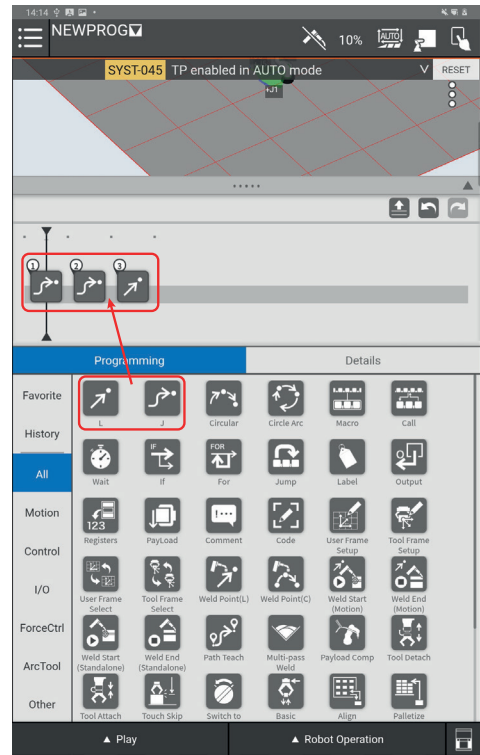 14:14
NEWPROG
10%
AUTO
SYST-045 TP enabled in AUTO mode
RESET
+J1
1 2 3
Programming Details
Favorite
History
All
Motion
Control
I/O
ForceCtrl
ArcTool
Other
L J Circular Circle Arc Macro Call
IF FOR
Wait If For Jump Label Output
123
Registers PayLoad Comment Code User Frame Setup Tool Frame Setup
User Frame Select Tool Frame Select Weld Point(L) Weld Point(C) Weld Start (Motion) Weld End (Motion)
Weld Start (Standalone) Weld End (Standalone) Path Teach Multi-pass Weld Payload Comp Tool Detach
Tool Attach Touch Skip Switch to Basic Align Palletize
▲ Play ▲ Robot Operation